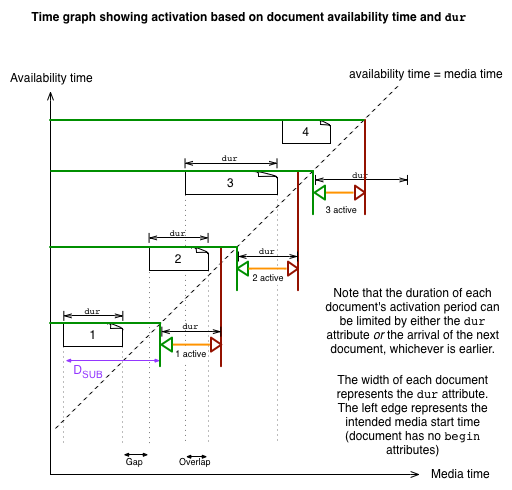 Time graph showing activation based on document availability time and dur
Availability time
availability time = media time
4
dur
dur
3
3 active
dur
dur
2
2 active
dur
dur
1
1 active
D_SUB
Note that the duration of each
document's activation period can
be limited by either the dur
attribute or the arrival of the next
document, whichever is earlier.
The width of each document
represents the dur attribute.
The left edge represents the
intended media start time
(document has no begin
attributes)
Gap
Overlap
Media time